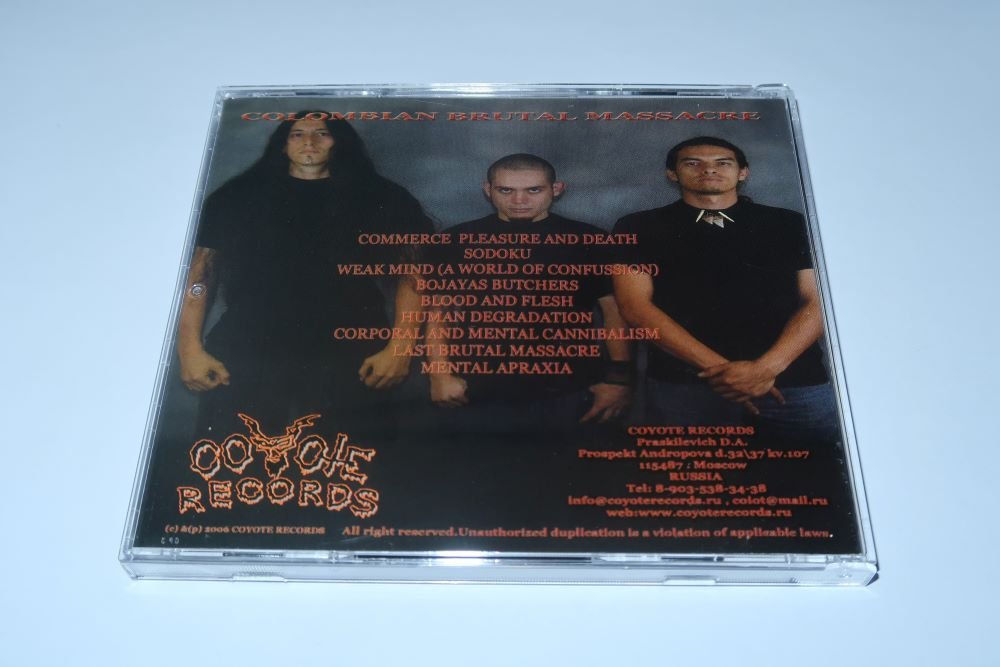 COLOMBIAN BRUTAL MASSACRE
COMMERCE PLEASURE AND DEATH
SODOKU
WEAK MIND (A WORLD OF CONFUSSION)
BOJAYAS BUTCHERS
BLOOD AND FLESH
HUMAN DEGRADATION
CORPORAL AND MENTAL CANNIBALISM
LAST BRUTAL MASSACRE
MENTAL APRAXIA
COYOTE
RECORDS
COYOTE RECORDS
Praskilevich D.A.
Prospekt Andropova d.32\37 kv.107
115487 : Moscow
RUSSIA
Tel: 8-903-538-34-38
info@coyoterecords.ru , colot@mail.ru
web:www.coyoterecords.ru
(c) &(p) 2006 COYOTE RECORDS All right reserved.Unauthorized duplication is a violation of applisable laws.